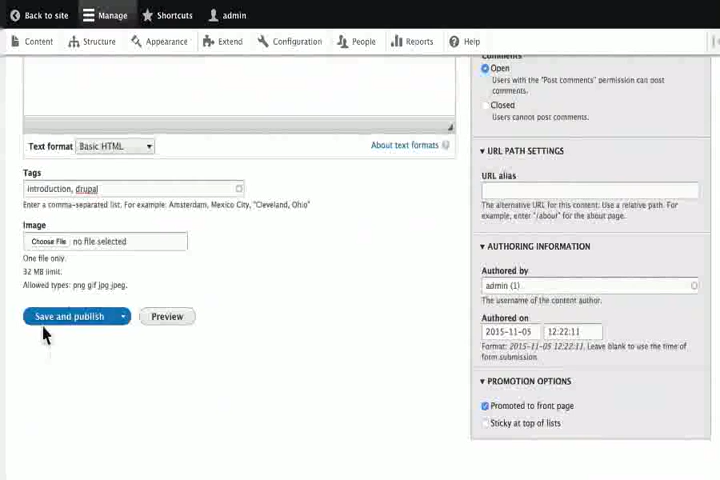 Back to site Manage Shortcuts admin
Content Structure Appearance Extend Configuration People Reports Help
Comments
Open
Users with the "Post comments" permission can post
comments.
Closed
Users cannot post comments.
Text format Basic HTML About text formats
URL PATH SETTINGS
Tags
introduction, drupal
Enter a comma-separated list. For example: Amsterdam, Mexico City, "Cleveland, Ohio"
URL alias
The alternative URL for this content. Use a relative path. For
example, enter "/about" for the about page.
Image
Choose File no file selected
One file only.
32 MB limit.
Allowed types: png gif jpg jpeg.
AUTHORING INFORMATION
Authored by
admin (1)
The username of the content author.
Save and publish Preview
Authored on
2015-11-05 12:22:11
Format: 2015-11-05 12:22:11. Leave blank to use the time of
form submission.
PROMOTION OPTIONS
Promoted to front page
Sticky at top of lists